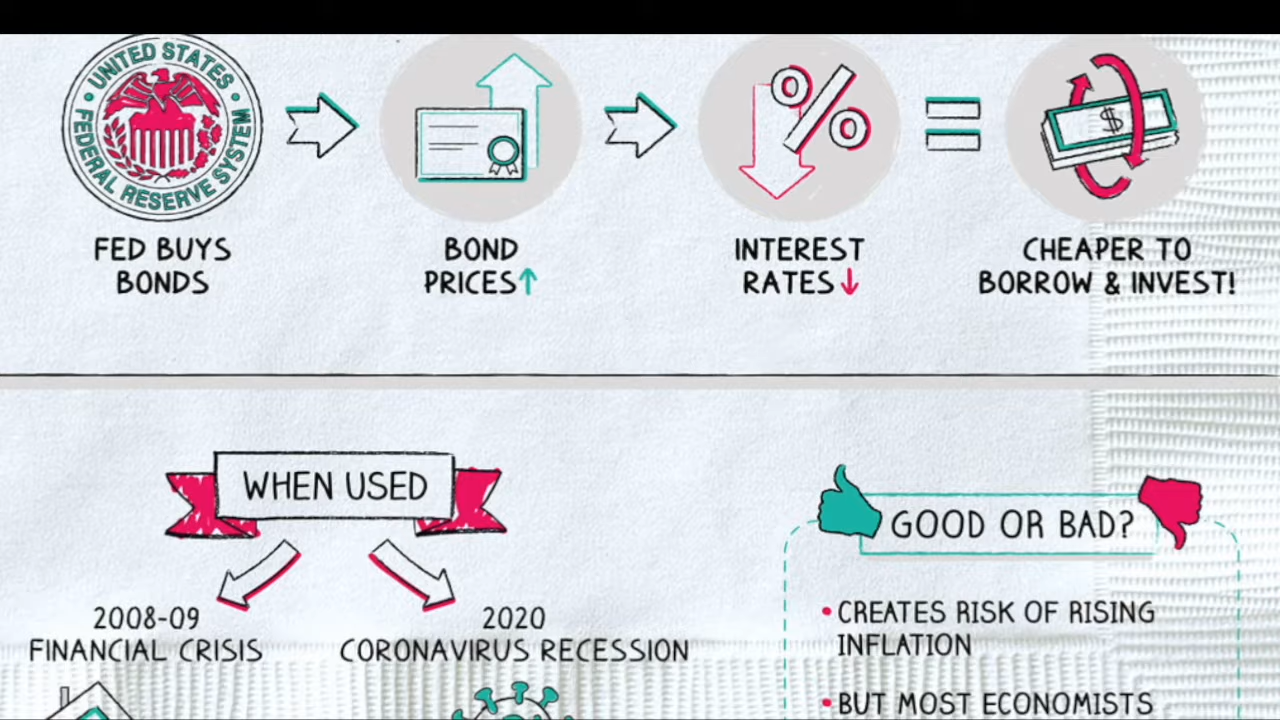 UNITED STATES
FEDERAL RESERVE SYSTEM
%
$
FED BUYS
BONDS
BOND
PRICES↑
INTEREST
RATES↓
CHEAPER TO
BORROW & INVEST!
WHEN USED
2008-09
FINANCIAL CRISIS
2020
CORONAVIRUS RECESSION
GOOD OR BAD?
•CREATES RISK OF RISING
INFLATION
•BUT MOST ECONOMISTS